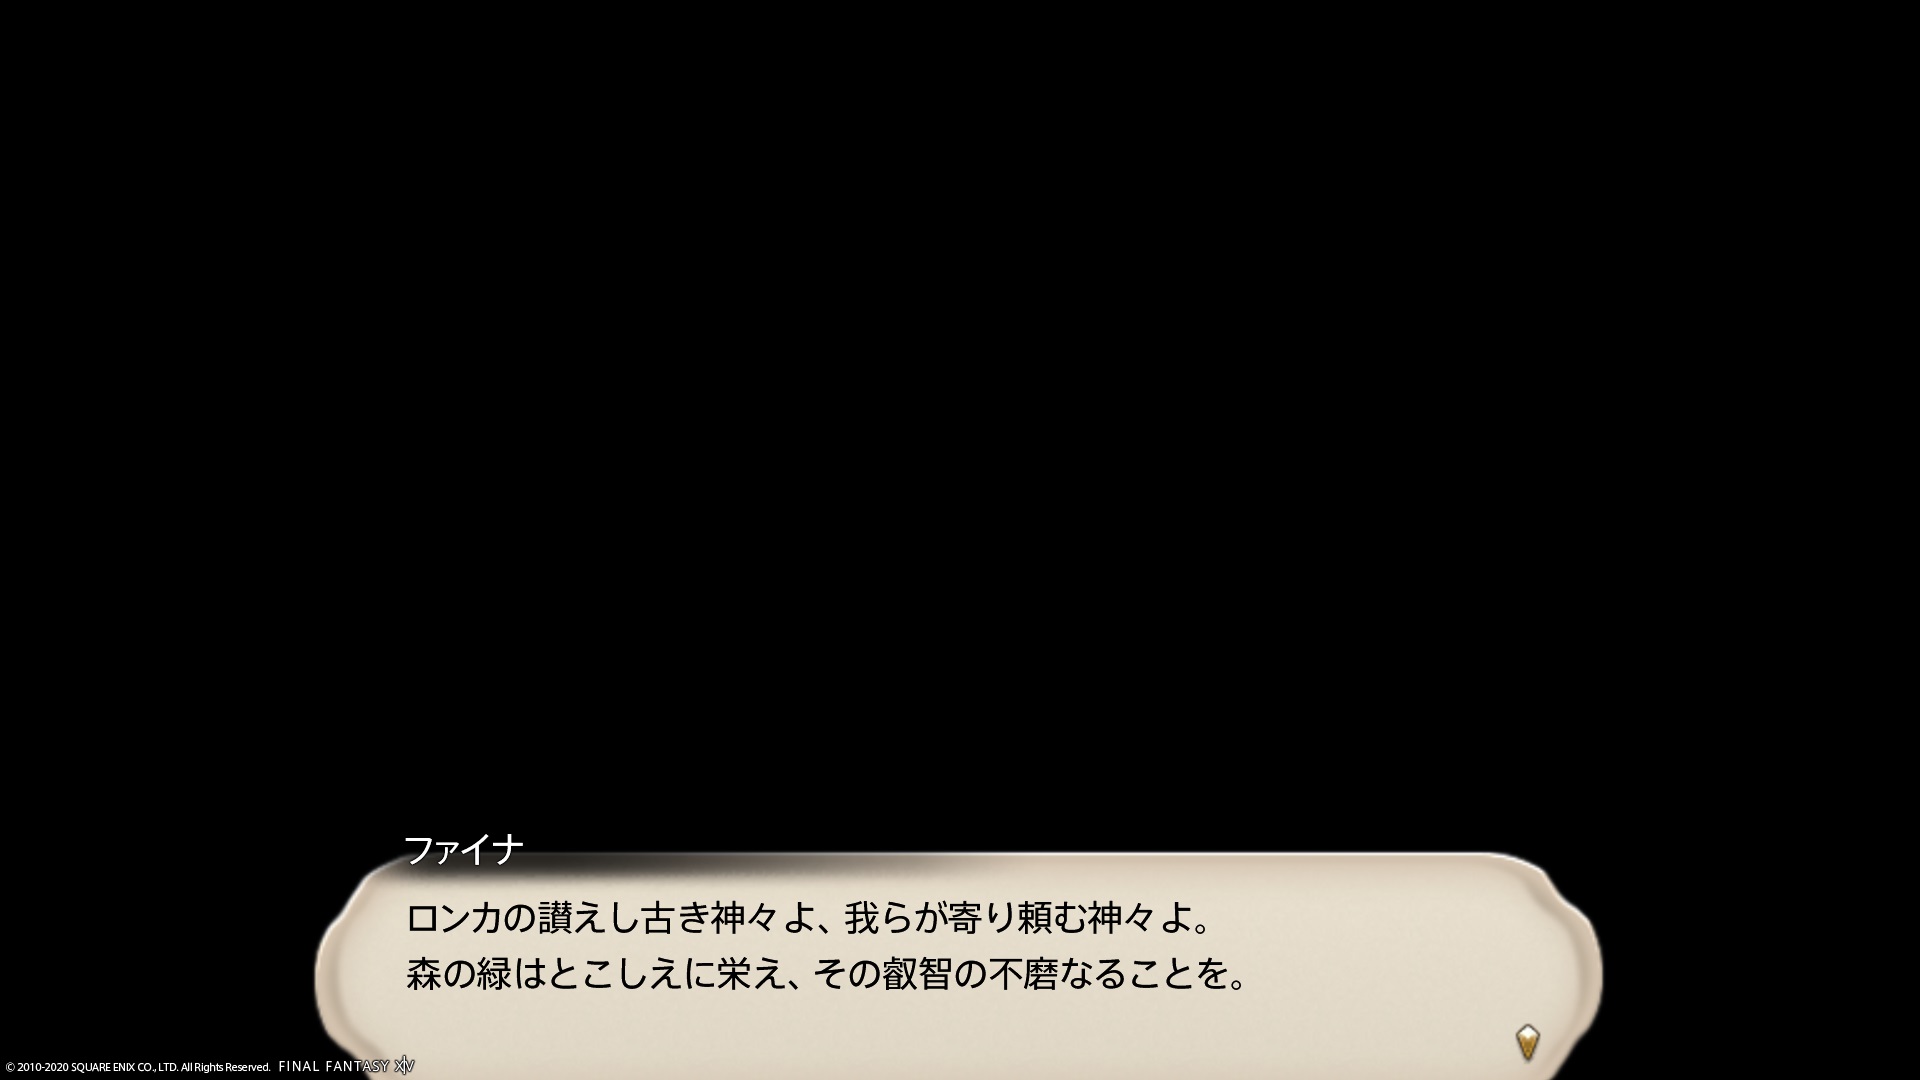 ファイナ
ロンカの讃えし古き神々よ、我らが寄り頼む神々よ。
森の緑はとこしえに栄え、その叡智の不磨なることを。
© 2010-2020 SQUARE ENIX CO., LTD. All Rights Reserved. FINAL FANTASY XIV